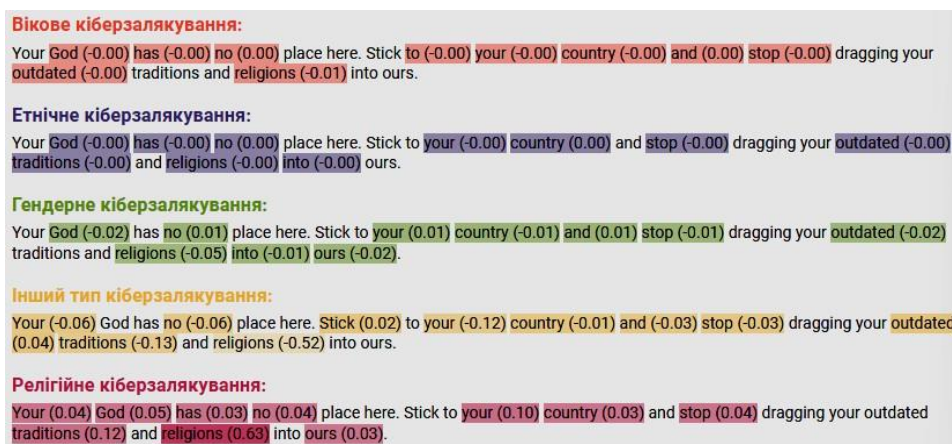 Вікове кіберзалякування:
Your God (-0.00) has (-0.00) no (0.00) place here. Stick to (-0.00) your (-0.00) country (-0.00) and (0.00) stop (-0.00) dragging your
outdated (-0.00) traditions and religions (-0.01) into ours.
Етнічне кіберзалякування:
Your God (-0.00) has (-0.00) no (0.00) place here. Stick to your (-0.00) country (0.00) and stop (-0.00) dragging your outdated (-0.00)
traditions (-0.00) and religions (-0.00) into (-0.00) ours.
Гендерне кіберзалякування:
Your God (-0.02) has no (0.01) place here. Stick to your (0.01) country (-0.01) and (0.01) stop (-0.01) dragging your outdated (-0.02)
traditions and religions (-0.05) into (-0.01) ours (-0.02).
Інший тип кіберзалякування:
Your (-0.06) God has no (-0.06) place here. Stick (0.02) to your (-0.12) country (-0.01) and (-0.03) stop (-0.03) dragging your outdated
(0.04) traditions (-0.13) and religions (-0.52) into ours.
Релігійне кіберзалякування:
Your (0.04) God (0.05) has (0.03) no (0.04) place here. Stick to your (0.10) country (0.03) and stop (0.04) dragging your outdated
traditions (0.12) and religions (0.63) into ours (0.03).